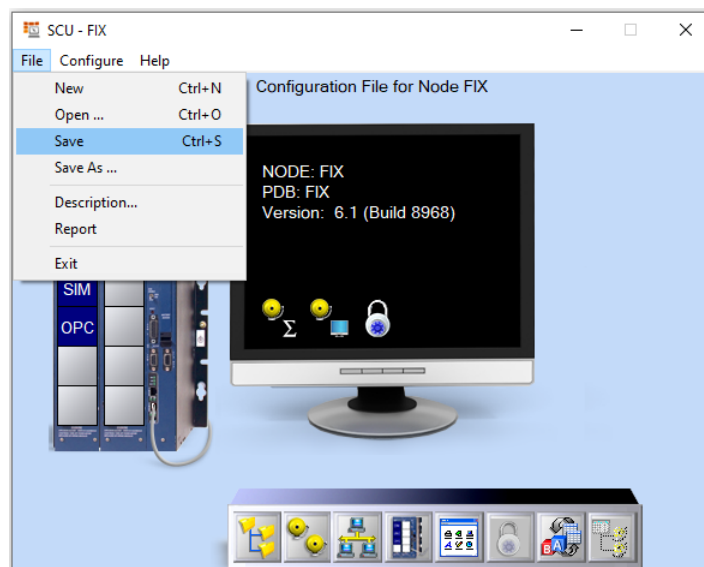 SCU - FIX
File Configure Help
New Ctrl+N
Open ... Ctrl+O
Save Ctrl+S
Save As ...
Description...
Report
Exit
Configuration File for Node FIX
NODE: FIX
PDB: FIX
Version: 6.1 (Build 8968)
Σ
SIM
OPC